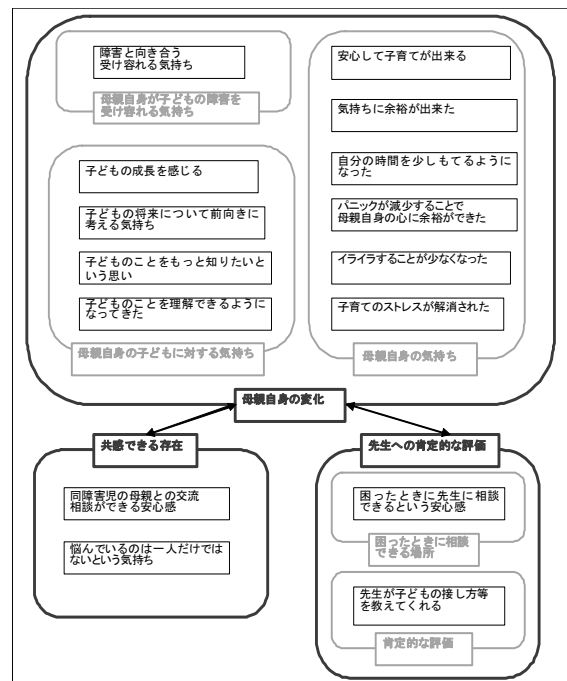 障害と向き合う
受け容れる気持ち
母親自身が子どもの障害を
受け容れる気持ち
子どもの成長を感じる
子どもの将来について前向きに
考える気持ち
子どものことをもっと知りたいと
いう思い
子どものことを理解できるように
なってきた
母親自身の子どもに対する気持ち
安心して子育てが出来る
気持ちに余裕が出来た
自分の時間を少しもてるように
なった
パニックが減少することで
母親自身の心に余裕ができた
イライラすることが少なくなった
子育てのストレスが解消された
母親自身の気持ち
母親自身の変化
共感できる存在
同障害児の母親との交流
相談ができる安心感
悩んでいるのは一人だけでは
ないという気持ち
先生への肯定的な評価
困ったときに先生に相談
できるという安心感
困ったときに相談
できる場所
先生が子どもの接し方等
を教えてくれる
肯定的な評価